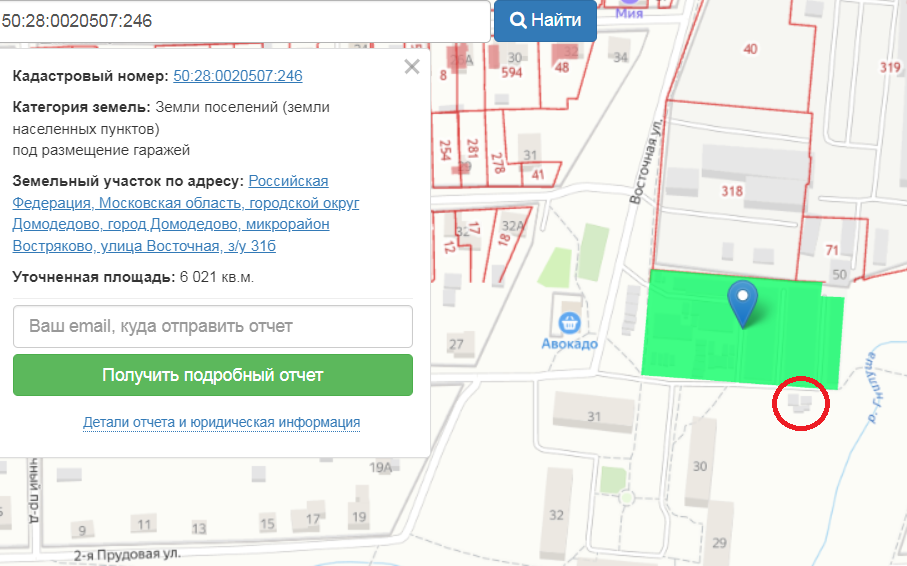 50:28:0020507:246
Найти
Кадастровый номер: 50:28:0020507:246
Категория земель: Земли поселений (земли
населенных пунктов)
под размещение гаражей
Земельный участок по адресу: Российская
Федерация, Московская область, городской округ
Домодедово, город Домодедово, микрорайон
Востряково, улица Восточная, з/у 31б
Уточненная площадь: 6 021 кв.м.
Ваш email, куда отправить отчет
Получить подробный отчет
Детали отчета и юридическая информация
Мия
8
30
594
48
34
40
319
254
281
278
31
41
Восточная ул.
318
32
12
17
18
32А
71
50
Авокадо
27
31
30
32
29
19А
9
11
13
15
17
19
2-я Прудовая ул.